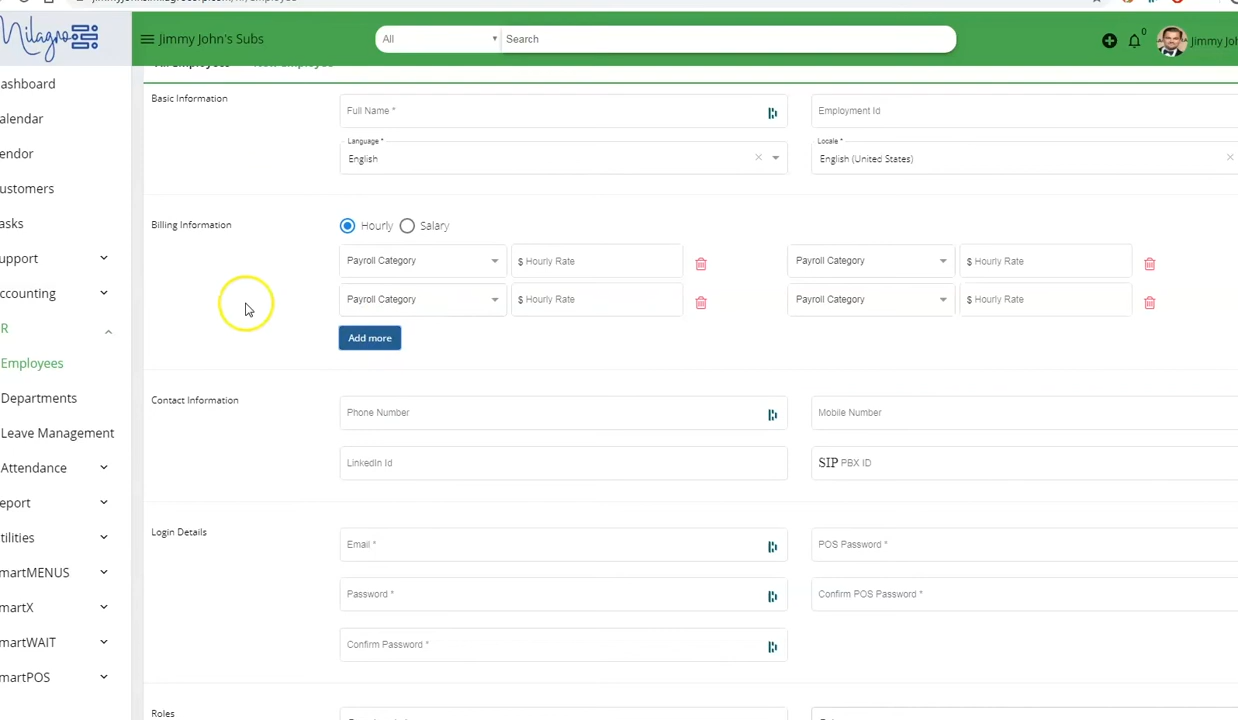 Milagro
Jimmy John's Subs
All
Search
0
Jimmy Joh
ashboard
alendar
endor
ustomers
asks
upport
ccounting
R
Employees
Departments
Leave Management
Attendance
eport
tilities
martMENUS
martX
martWAIT
martPOS
Basic Information
Full Name *
Employment Id
Language *
English
Locale *
English (United States)
Billing Information
Hourly
Salary
Payroll Category
$ Hourly Rate
Payroll Category
$ Hourly Rate
Payroll Category
$ Hourly Rate
Payroll Category
$ Hourly Rate
Add more
Contact Information
Phone Number
Mobile Number
LinkedIn Id
SIP PBX ID
Login Details
Email *
POS Password *
Password *
Confirm POS Password *
Confirm Password *
Roles